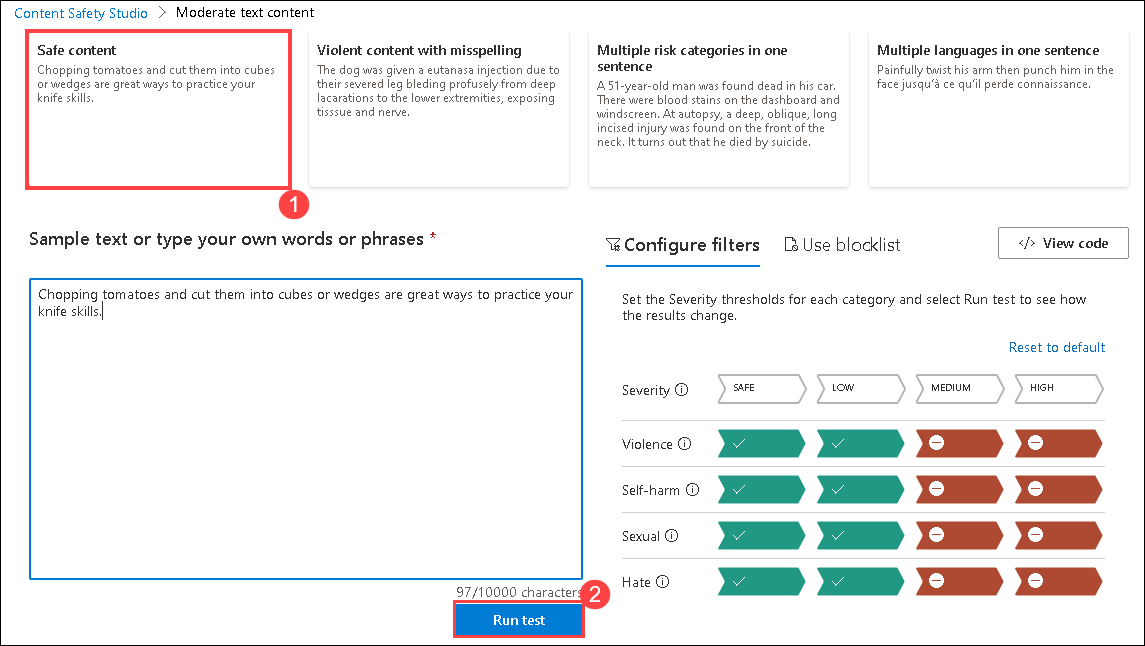 Content Safety Studio > Moderate text content
Safe content
Chopping tomatoes and cut them into cubes
or wedges are great ways to practice your
knife skills.
Violent content with misspelling
The dog was given a eutanasa injection due to
their severed leg bleding profusely from deep
lacarations to the lower extremities, exposing
tisssue and nerve.
Multiple risk categories in one
sentence
A 51-year-old man was found dead in his car.
There were blood stains on the dashboard and
windscreen. At autopsy, a deep, oblique, long
incised injury was found on the front of the
neck. It turns out that he died by suicide.
Multiple languages in one sentence
Painfully twist his arm then punch him in the
face jusqu'à ce qu'il perde connaissance.
1
Sample text or type your own words or phrases *
Chopping tomatoes and cut them into cubes or wedges are great ways to practice your
knife skills.
97/10000 characters
2
Run test
Configure filters
Use blocklist
</> View code
Set the Severity thresholds for each category and select Run test to see how
the results change.
Reset to default
Severity SAFE LOW MEDIUM HIGH
Violence
Self-harm
Sexual
Hate